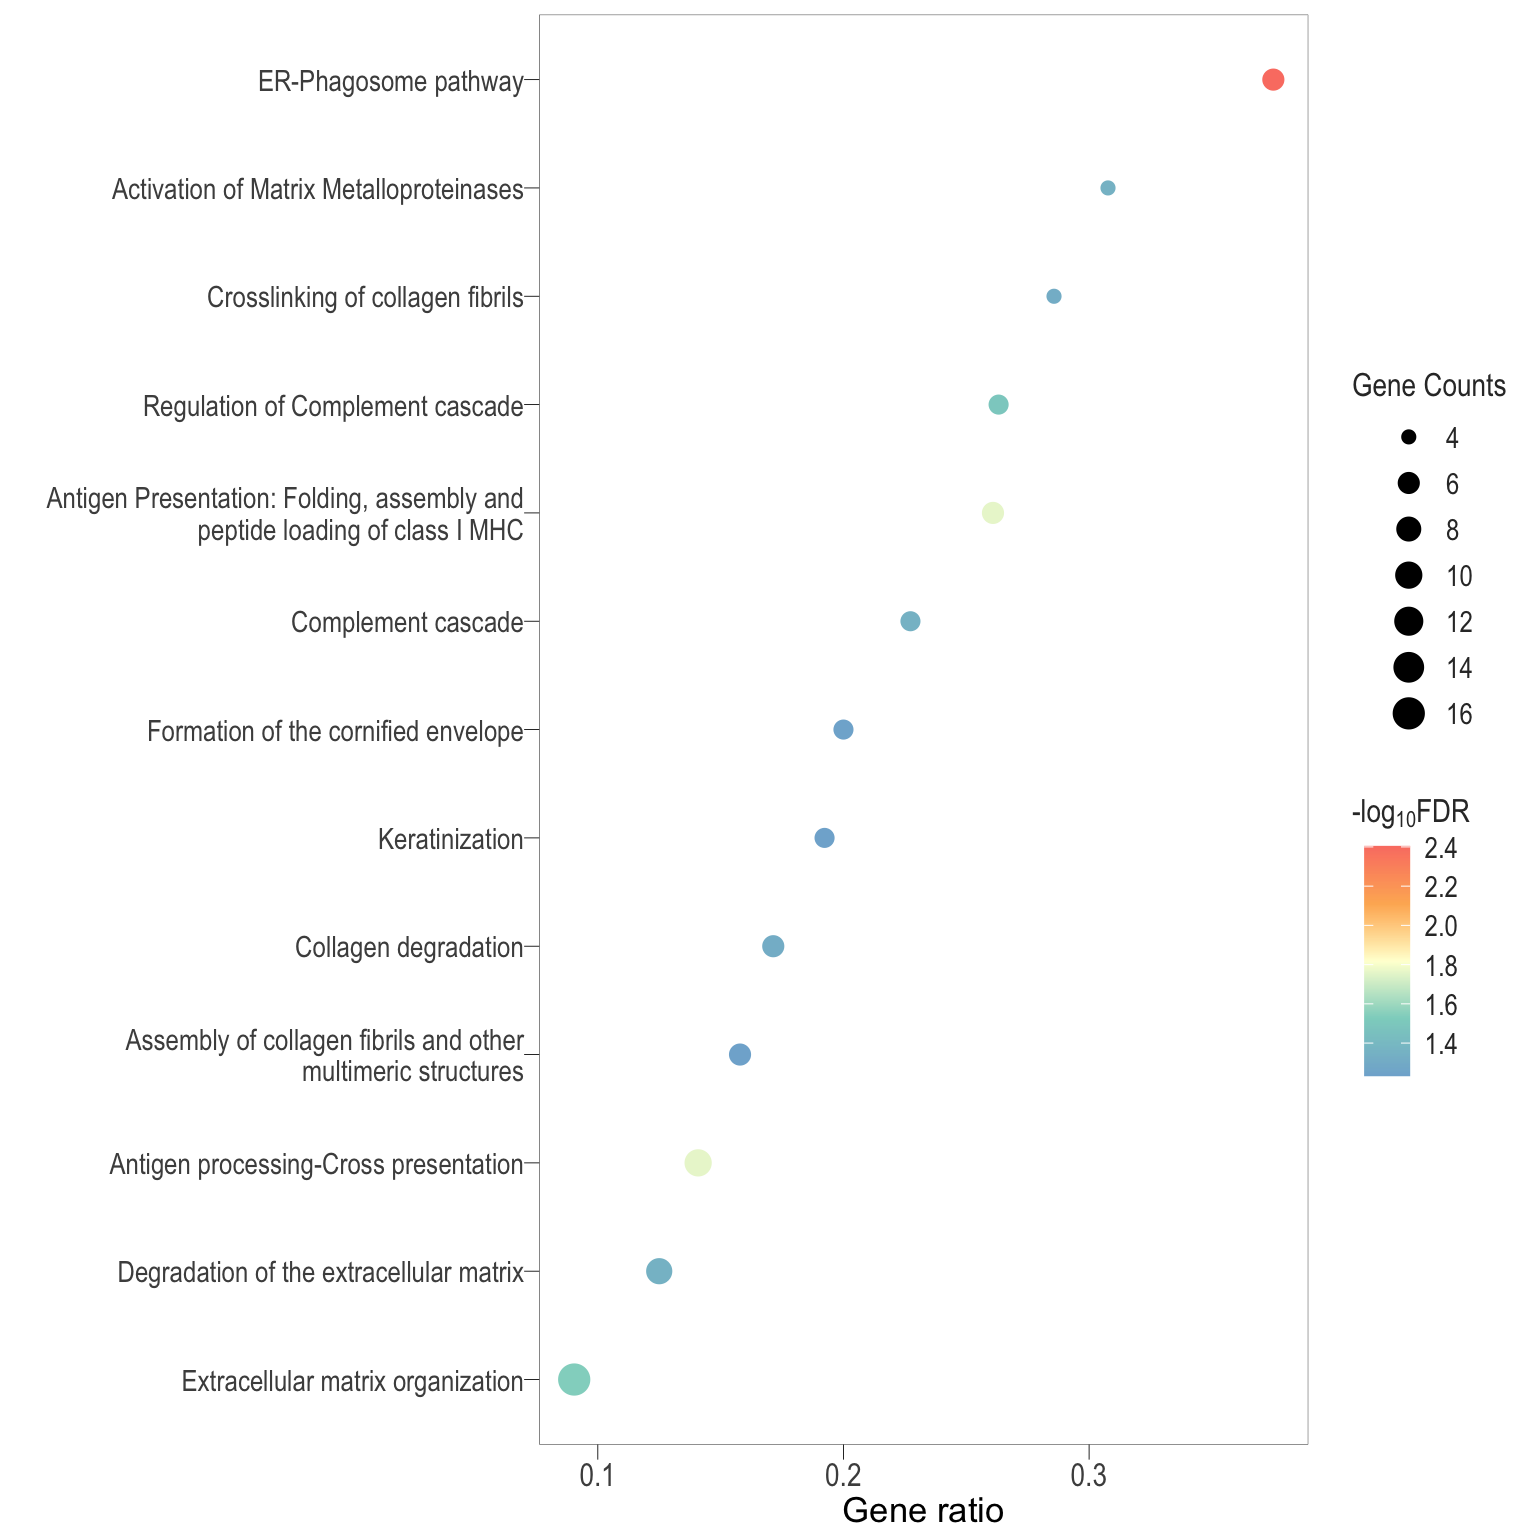 ER-Phagosome pathway
Activation of Matrix Metalloproteinases
Crosslinking of collagen fibrils
Regulation of Complement cascade
Antigen Presentation: Folding, assembly and
peptide loading of class I MHC
Complement cascade
Formation of the cornified envelope
Keratinization
Collagen degradation
Assembly of collagen fibrils and other
multimeric structures
Antigen processing-Cross presentation
Degradation of the extracellular matrix
Extracellular matrix organization
0.1
0.2
0.3
Gene ratio
Gene Counts
4
6
8
10
12
14
16
-log₁₀FDR
2.4
2.2
2.0
1.8
1.6
1.4